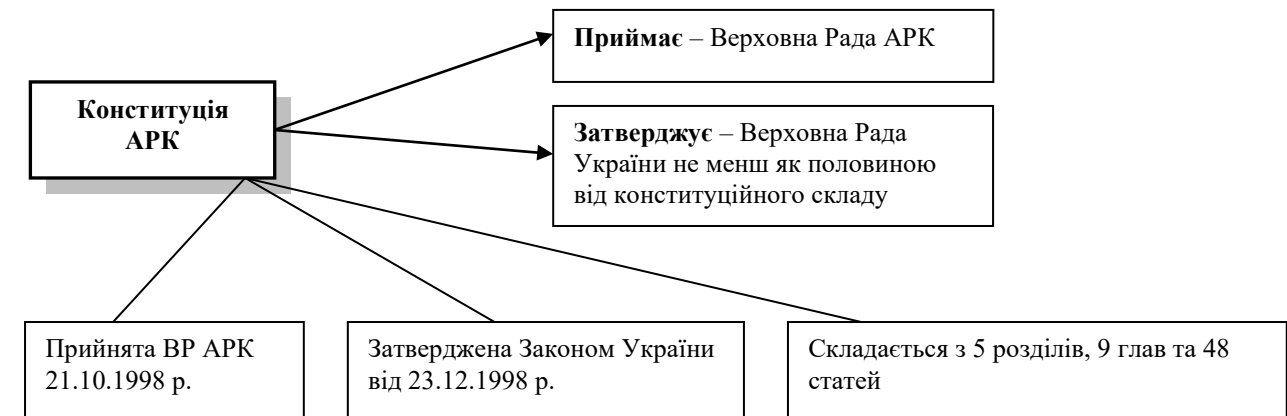 Приймає – Верховна Рада АРК
Конституція
АРК
Затверджує – Верховна Рада
України не менш як половиною
від конституційного складу
Прийнята ВР АРК
21.10.1998 р.
Затверджена Законом України
від 23.12.1998 р.
Складається з 5 розділів, 9 глав та 48
статей